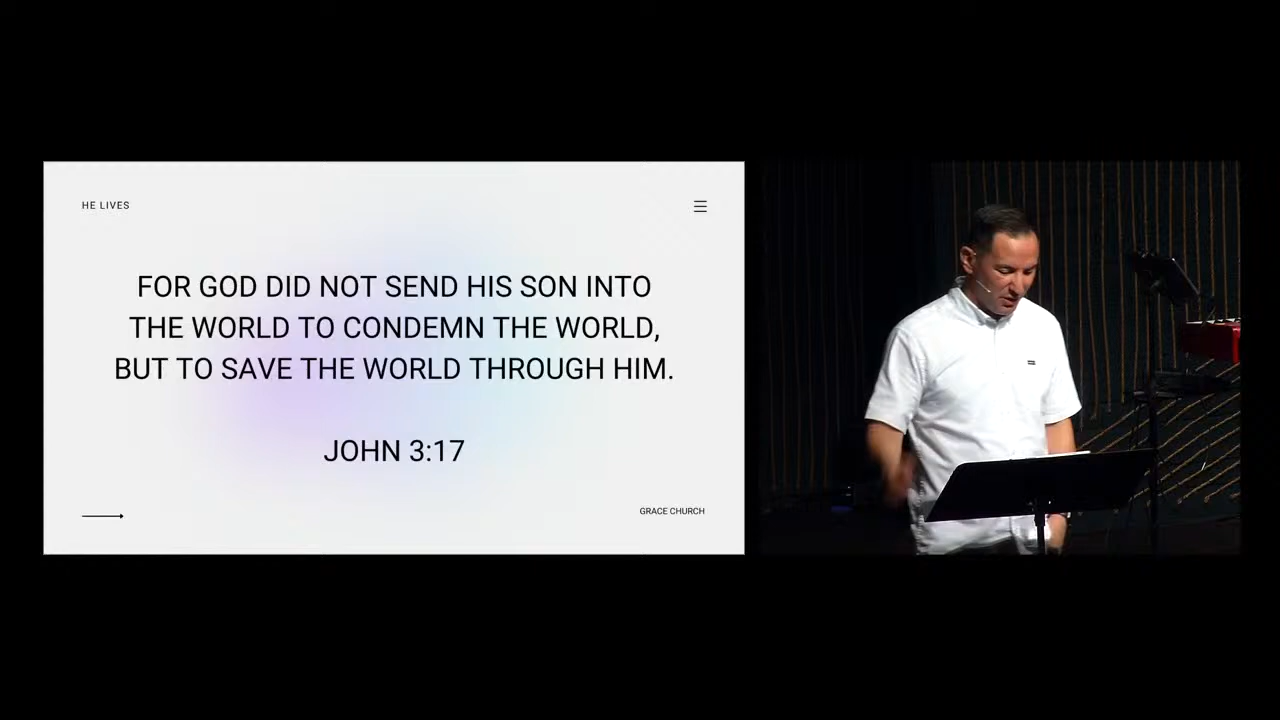 HE LIVES
FOR GOD DID NOT SEND HIS SON INTO
THE WORLD TO CONDEMN THE WORLD,
BUT TO SAVE THE WORLD THROUGH HIM.
JOHN 3:17
GRACE CHURCH